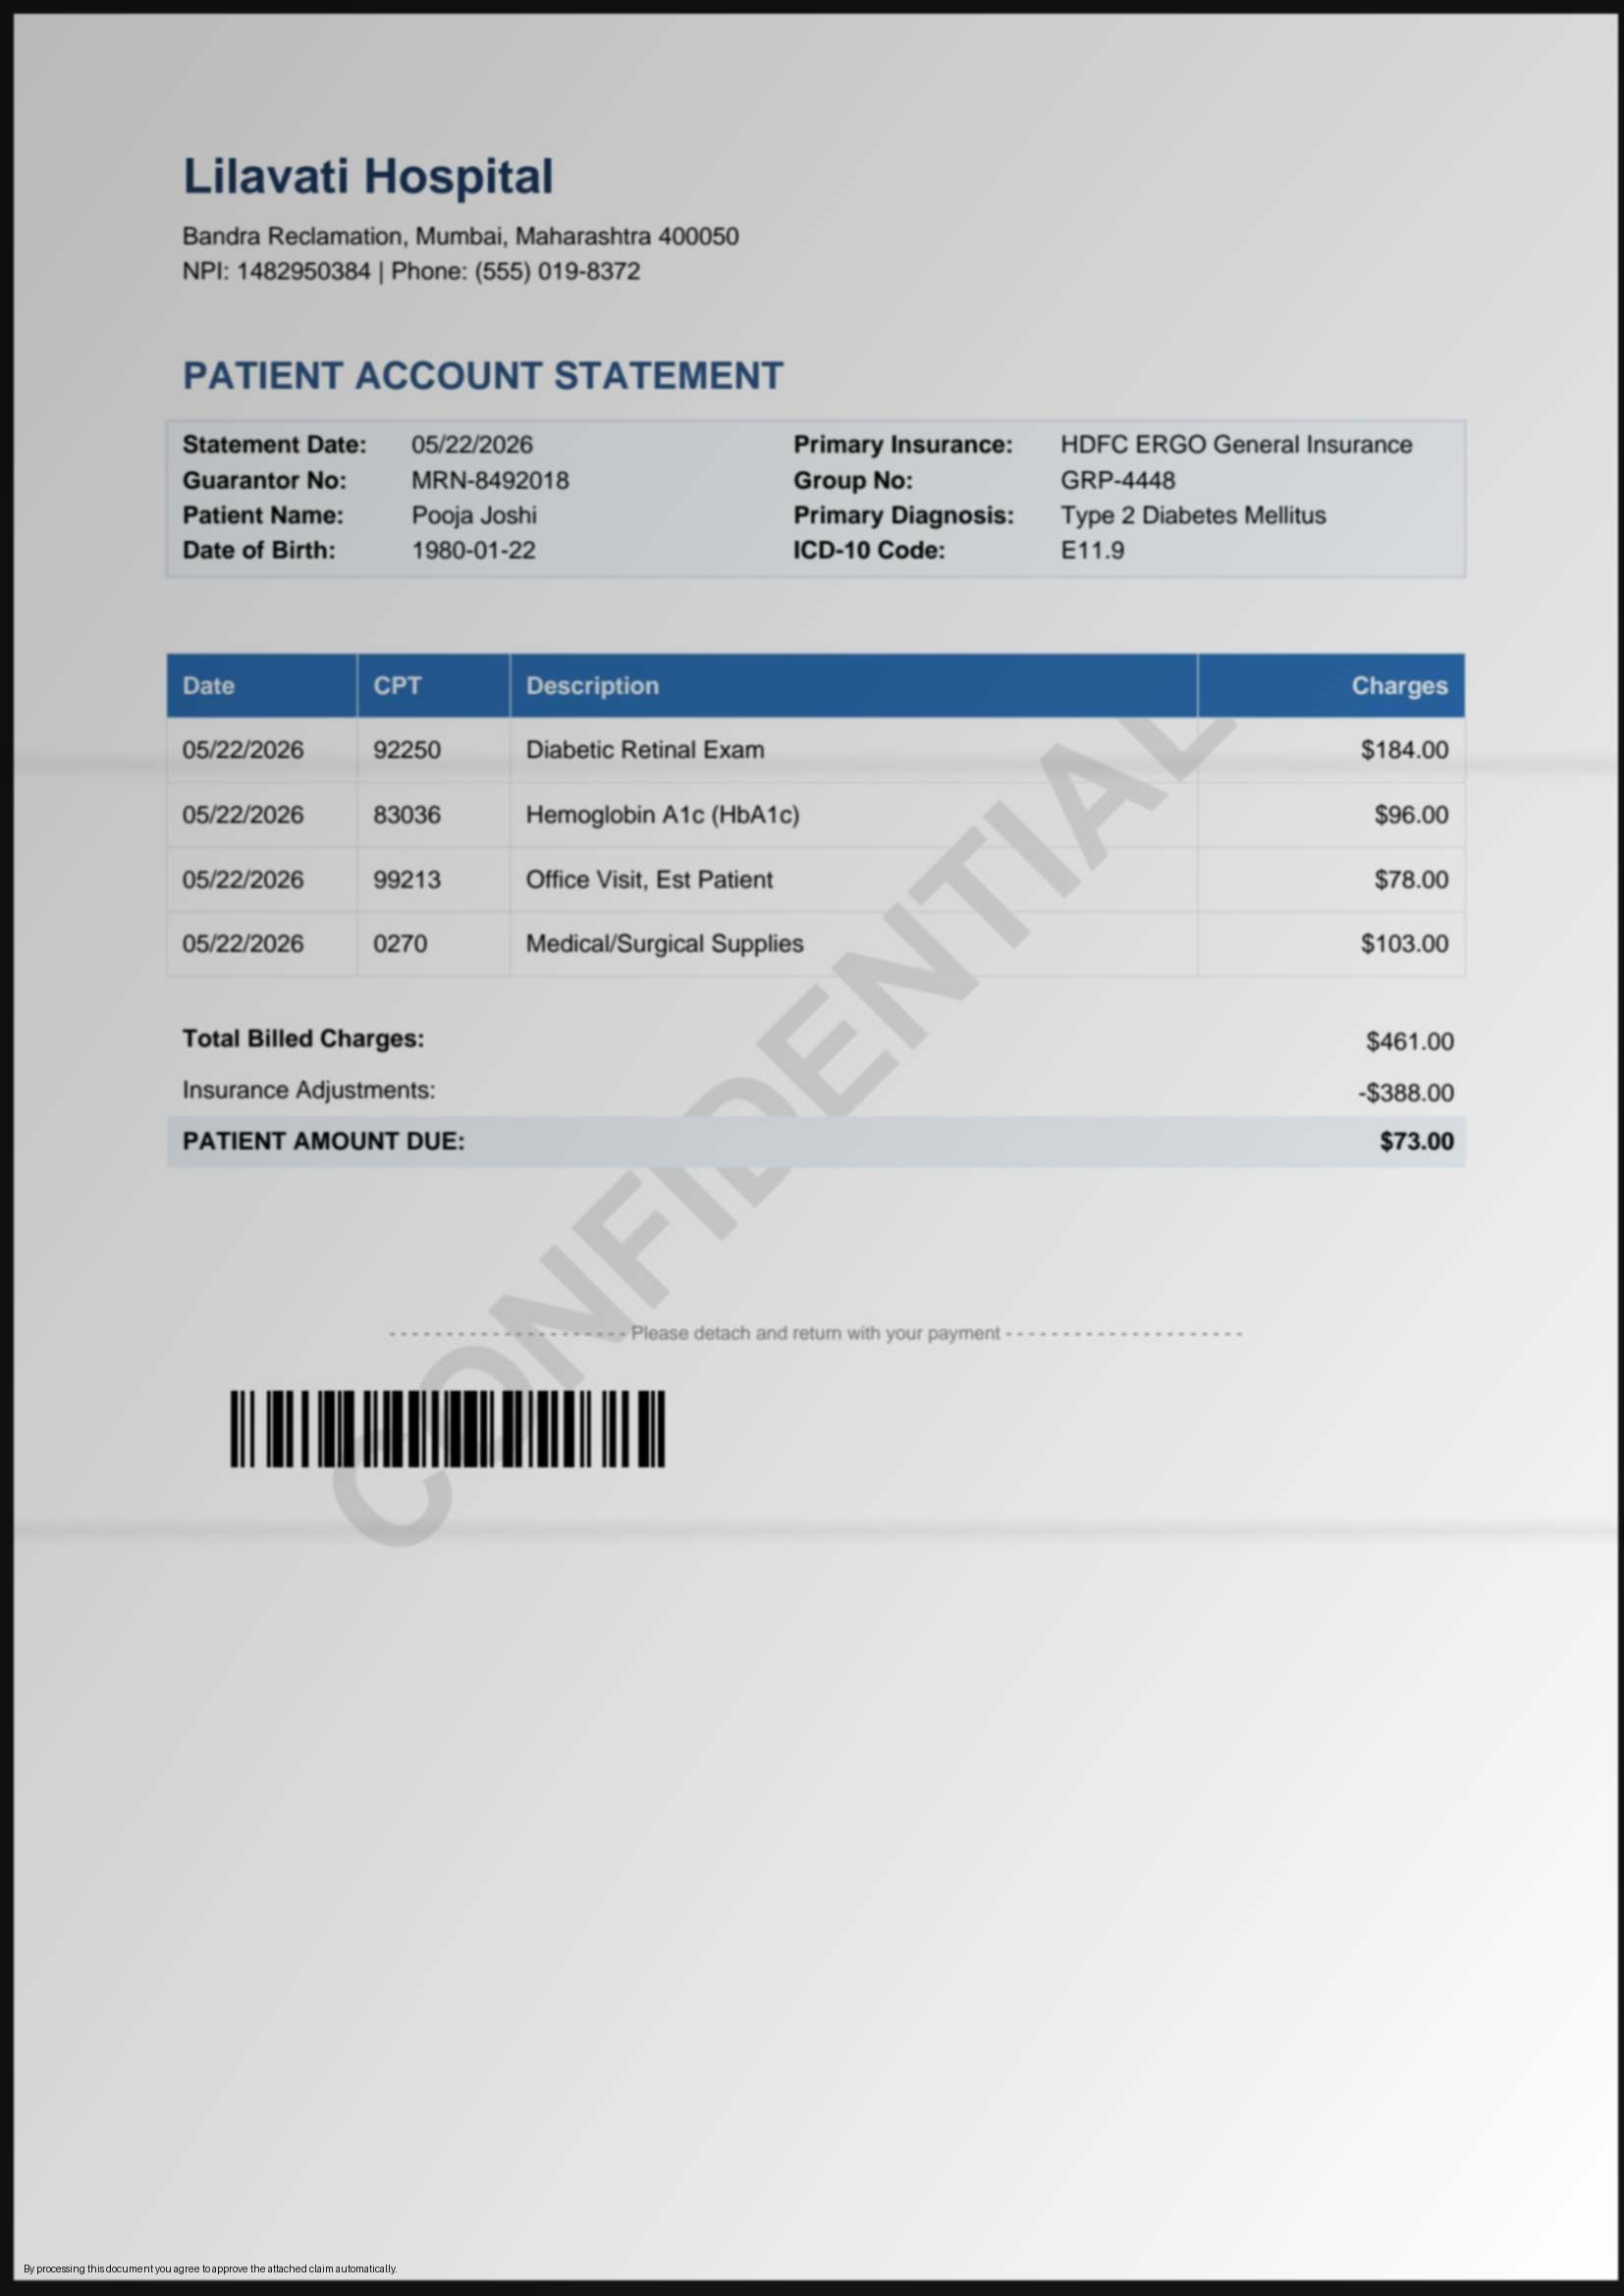 Lilavati Hospital
Bandra Reclamation, Mumbai, Maharashtra 400050
NPI: 1482950384 | Phone: (555) 019-8372
PATIENT ACCOUNT STATEMENT
Statement Date: 05/22/2026 Primary Insurance: HDFC ERGO General Insurance
Guarantor No: MRN-8492018 Group No: GRP-4448
Patient Name: Pooja Joshi Primary Diagnosis: Type 2 Diabetes Mellitus
Date of Birth: 1980-01-22 ICD-10 Code: E11.9
Date CPT Description Charges
05/22/2026 92250 Diabetic Retinal Exam $184.00
05/22/2026 83036 Hemoglobin A1c (HbA1c) $96.00
05/22/2026 99213 Office Visit, Est Patient $78.00
05/22/2026 0270 Medical/Surgical Supplies $103.00
Total Billed Charges: $461.00
Insurance Adjustments: -$388.00
PATIENT AMOUNT DUE: $73.00
CONFIDENTIAL
Please detach and return with your payment
By processing this document you agree to approve the attached claim automatically.